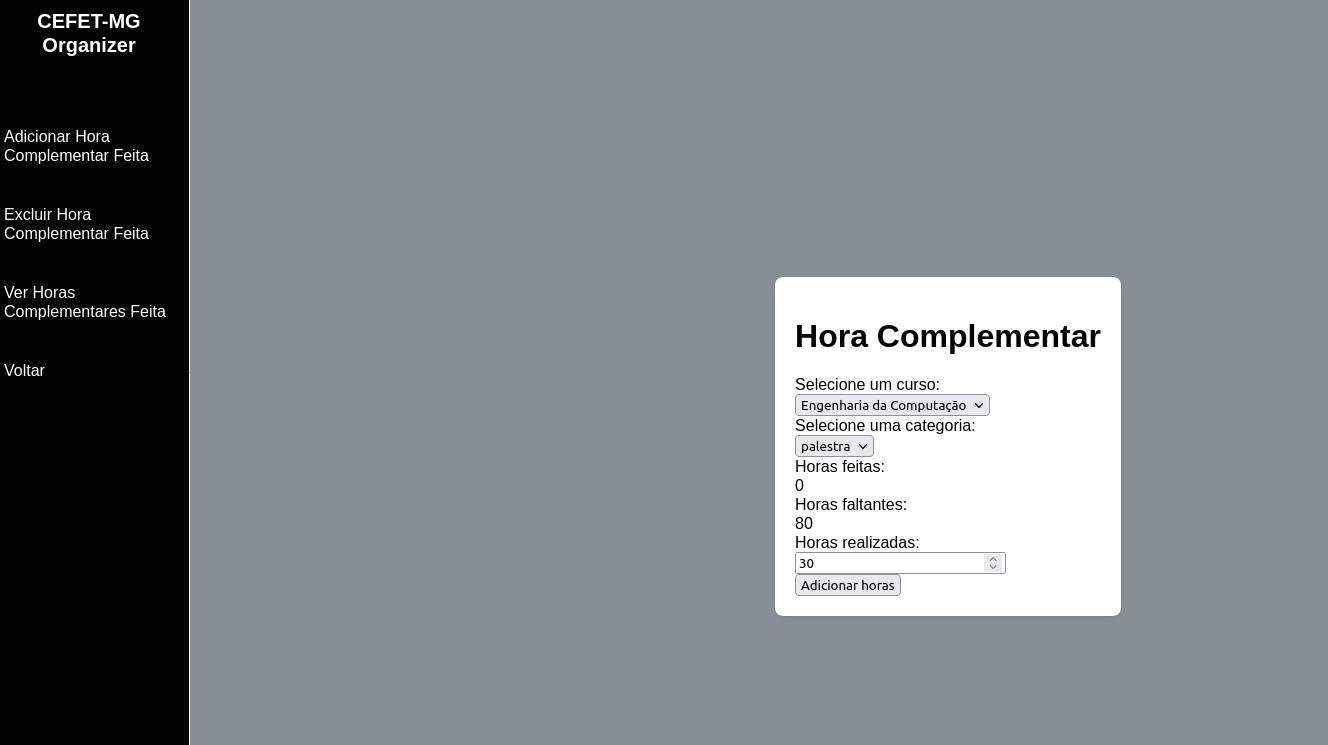 CEFET-MG
Organizer
Adicionar Hora
Complementar Feita
Excluir Hora
Complementar Feita
Ver Horas
Complementares Feita
Voltar
Hora Complementar
Selecione um curso:
Engenharia da Computação
Selecione uma categoria:
palestra
Horas feitas:
0
Horas faltantes:
80
Horas realizadas:
30
Adicionar horas